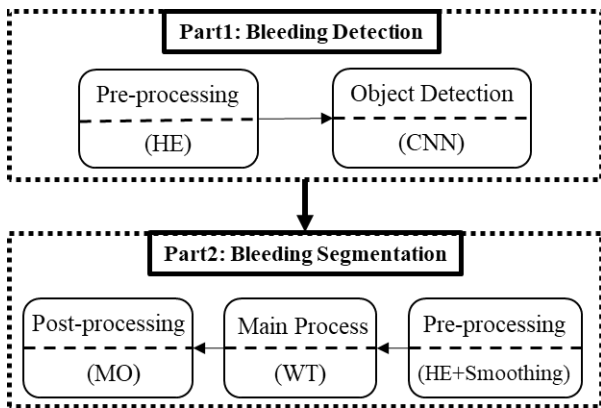 Part1: Bleeding Detection
Pre-processing
(HE)
Object Detection
(CNN)
Part2: Bleeding Segmentation
Post-processing
(MO)
Main Process
(WT)
Pre-processing
(HE+Smoothing)